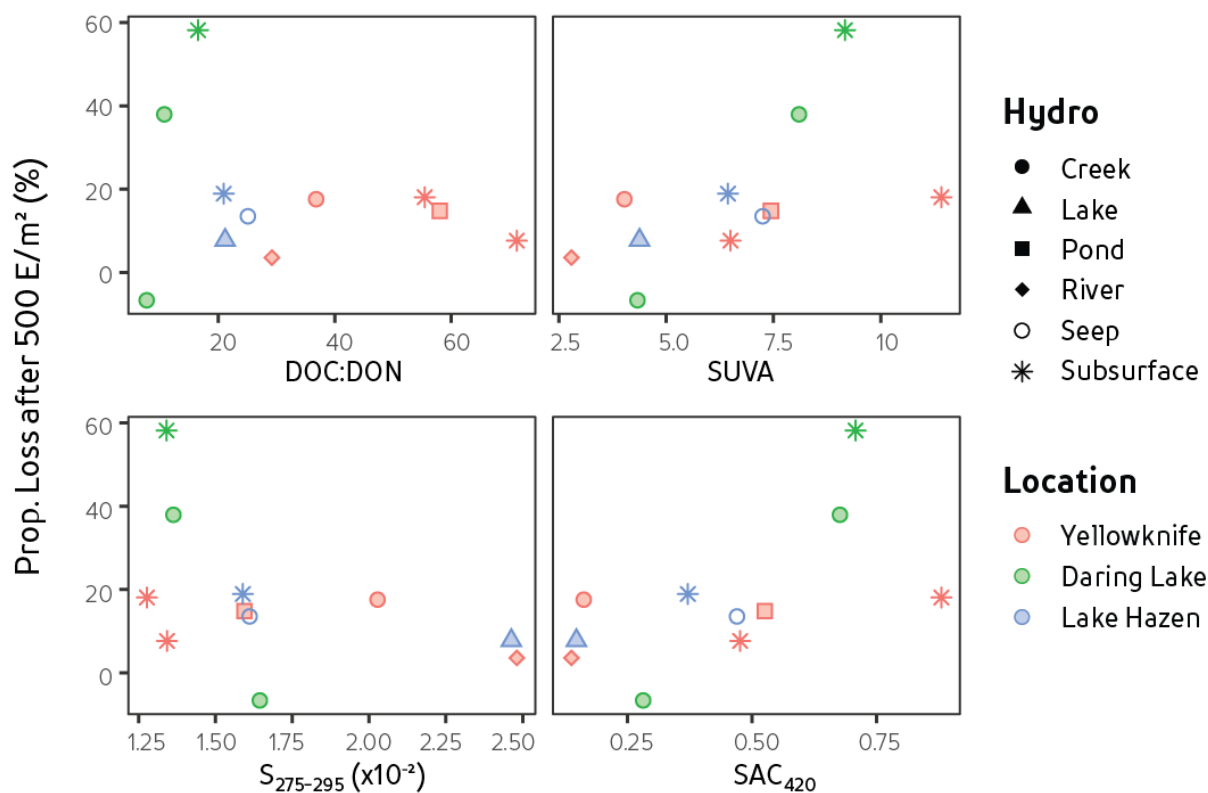 Prop. Loss after 500 E/m² (%)
60
40
20
0
20 40 60
DOC:DON
2.5 5.0 7.5 10
SUVA
60
40
20
0
1.25 1.50 1.75 2.00 2.25 2.50
S₂₇₅₋₂₉₅ (x10⁻²)
0.25 0.50 0.75
SAC₄₂₀
Hydro
Creek
Lake
Pond
River
Seep
Subsurface
Location
Yellowknife
Daring Lake
Lake Hazen